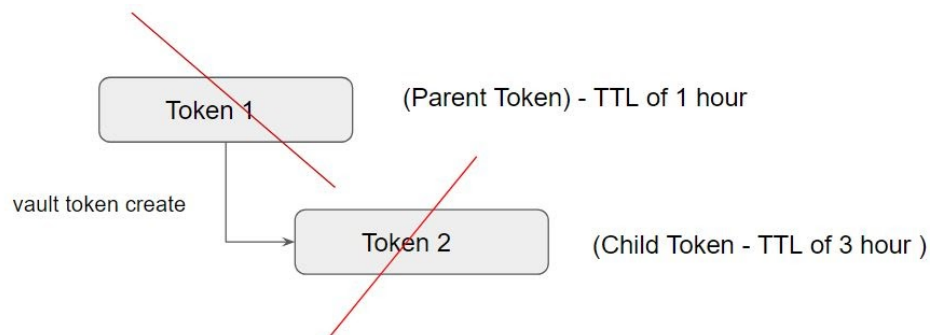 Token 1
(Parent Token) - TTL of 1 hour
vault token create
Token 2
(Child Token - TTL of 3 hour )